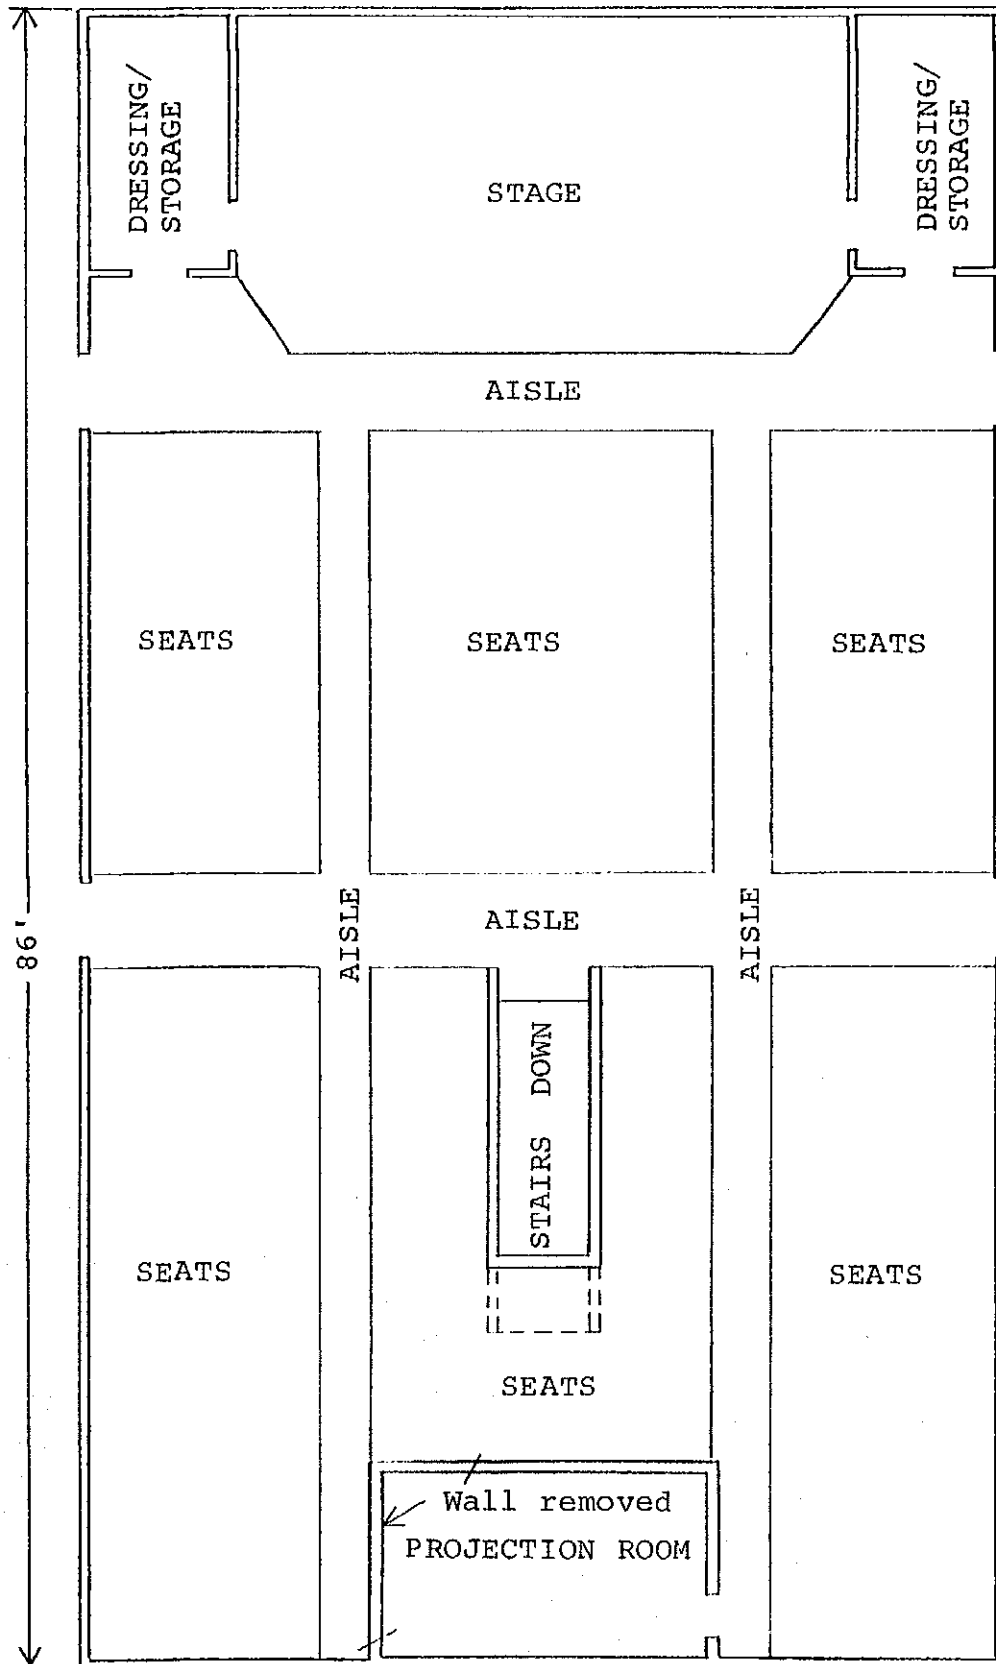 DRESSING/
STORAGE
STAGE
DRESSING/
STORAGE
AISLE
SEATS
SEATS
SEATS
86'
AISLE
AISLE
AISLE
STAIRS DOWN
SEATS
SEATS
SEATS
Wall removed
PROJECTION ROOM